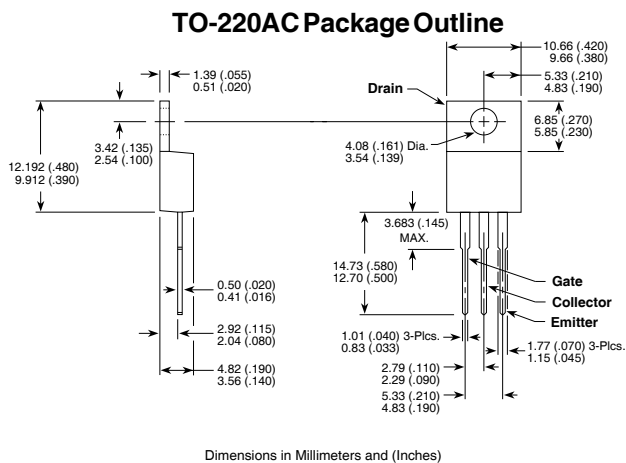 TO-220AC Package Outline
10.66 (.420)
9.66 (.380)
1.39 (.055)
0.51 (.020)
5.33 (.210)
4.83 (.190)
Drain
6.85 (.270)
5.85 (.230)
3.42 (.135)
2.54 (.100)
4.08 (.161) Dia.
3.54 (.139)
12.192 (.480)
9.912 (.390)
3.683 (.145)
MAX.
14.73 (.580)
12.70 (.500)
0.50 (.020)
0.41 (.016)
Gate
Collector
Emitter
2.92 (.115)
2.04 (.080)
1.01 (.040) 3-Plcs.
0.83 (.033)
1.77 (.070) 3-Plcs.
1.15 (.045)
4.82 (.190)
3.56 (.140)
2.79 (.110)
2.29 (.090)
5.33 (.210)
4.83 (.190)
Dimensions in Millimeters and (Inches)